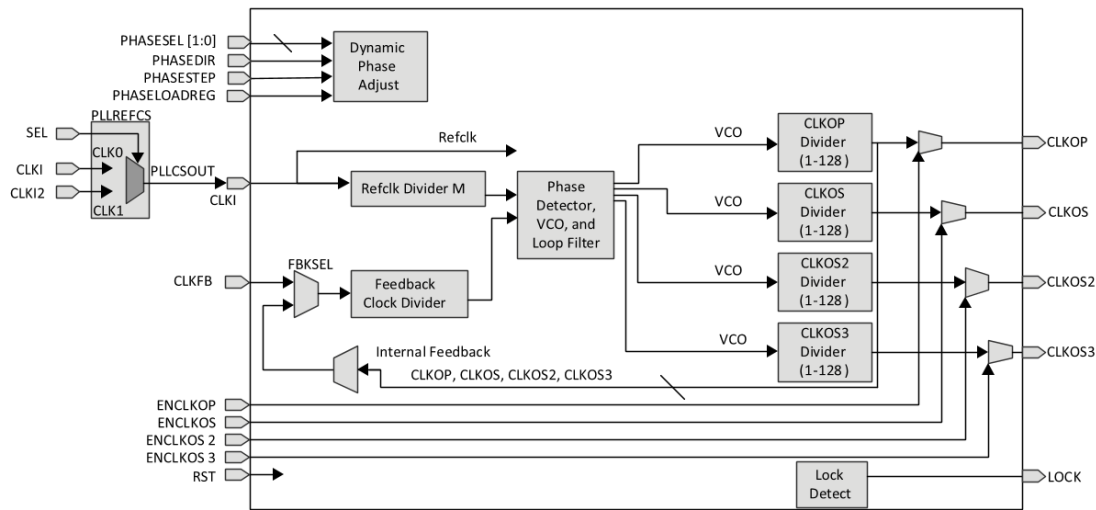 PHASESEL [1:0]
PHASEDIR
PHASESTEP
PHASELOADREG
Dynamic
Phase
Adjust
PLLREFCS
SEL
CLK0
CLKI
CLKI2
CLK1
PLLCSOUT
CLKI
Refclk
Refclk Divider M
Phase
Detector,
VCO, and
Loop Filter
VCO
CLKOP
Divider
(1-128 )
CLKOP
VCO
CLKOS
Divider
(1-128 )
CLKOS
CLKFB
FBKSEL
Feedback
Clock Divider
VCO
CLKOS2
Divider
(1-128 )
CLKOS2
VCO
CLKOS3
Divider
(1-128 )
CLKOS3
Internal Feedback
CLKOP, CLKOS, CLKOS2, CLKOS3
ENCLKOP
ENCLKOS
ENCLKOS 2
ENCLKOS 3
RST
Lock
Detect
LOCK